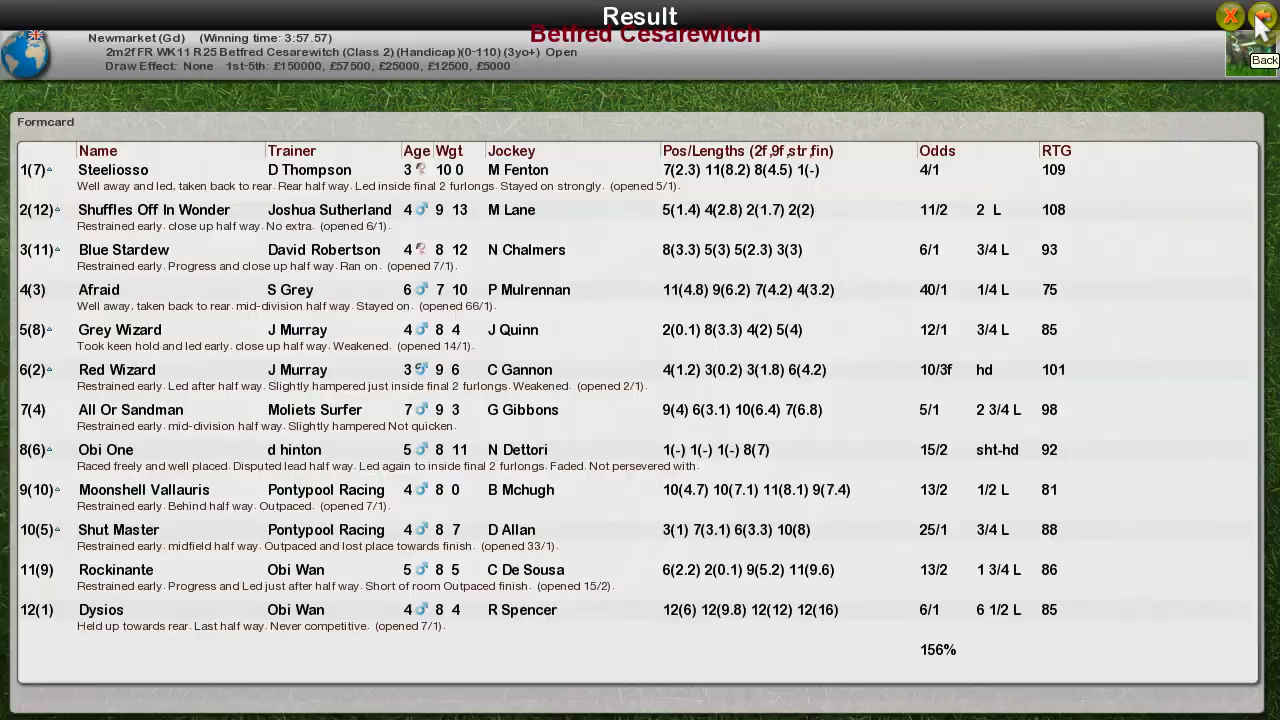 Result
Betfred Cesarewitch
Newmarket (Gd) (Winning time: 3:57.57)
2m2f FR WK11 R25 Betfred Cesarewitch (Class 2) (Handicap)(0-110) (3yo+) Open
Draw Effect: None 1st-5th: £150000, £57500, £25000, £12500, £5000
X
Back
Formcard
Name Trainer Age Wgt Jockey Pos/Lengths (2f,9f,str,fin) Odds RTG
1(7) Steeliosso D Thompson 3 10 0 M Fenton 7(2.3) 11(8.2) 8(4.5) 1(-) 4/1 109
Well away and led, taken back to rear. Rear half way. Led inside final 2 furlongs. Stayed on strongly. (opened 5/1).
2(12) Shuffles Off In Wonder Joshua Sutherland 4 9 13 M Lane 5(1.4) 4(2.8) 2(1.7) 2(2) 11/2 2 L 108
Restrained early. close up half way. No extra. (opened 6/1).
3(11) Blue Stardew David Robertson 4 8 12 N Chalmers 8(3.3) 5(3) 5(2.3) 3(3) 6/1 3/4 L 93
Restrained early. Progress and close up half way. Ran on. (opened 7/1).
4(3) Afraid S Grey 6 7 10 P Mulrennan 11(4.8) 9(6.2) 7(4.2) 4(3.2) 40/1 1/4 L 75
Well away, taken back to rear. mid-division half way. Stayed on. (opened 66/1).
5(8) Grey Wizard J Murray 4 8 4 J Quinn 2(0.1) 8(3.3) 4(2) 5(4) 12/1 3/4 L 85
Took keen hold and led early. close up half way. Weakened. (opened 14/1).
6(2) Red Wizard J Murray 3 9 6 C Gannon 4(1.2) 3(0.2) 3(1.8) 6(4.2) 10/3f hd 101
Restrained early. Led after half way. Slightly hampered just inside final 2 furlongs. Weakened. (opened 2/1).
7(4) All Or Sandman Moliets Surfer 7 9 3 G Gibbons 9(4) 6(3.1) 10(6.4) 7(6.8) 5/1 2 3/4 L 98
Restrained early. mid-division half way. Slightly hampered Not quicken.
8(6) Obi One d hinton 5 8 11 N Dettori 1(-) 1(-) 1(-) 8(7) 15/2 sht-hd 92
Raced freely and well placed. Disputed lead half way. Led again to inside final 2 furlongs. Faded. Not persevered with.
9(10) Moonshell Vallauris Pontypool Racing 4 8 0 B Mchugh 10(4.7) 10(7.1) 11(8.1) 9(7.4) 13/2 1/2 L 81
Restrained early. Behind half way. Outpaced. (opened 7/1).
10(5) Shut Master Pontypool Racing 4 8 7 D Allan 3(1) 7(3.1) 6(3.3) 10(8) 25/1 3/4 L 88
Restrained early. midfield half way. Outpaced and lost place towards finish. (opened 33/1).
11(9) Rockinante Obi Wan 5 8 5 C De Sousa 6(2.2) 2(0.1) 9(5.2) 11(9.6) 13/2 1 3/4 L 86
Restrained early. Progress and Led just after half way. Short of room Outpaced finish. (opened 15/2).
12(1) Dysios Obi Wan 4 8 4 R Spencer 12(6) 12(9.8) 12(12) 12(16) 6/1 6 1/2 L 85
Held up towards rear. Last half way. Never competitive. (opened 7/1).
156%